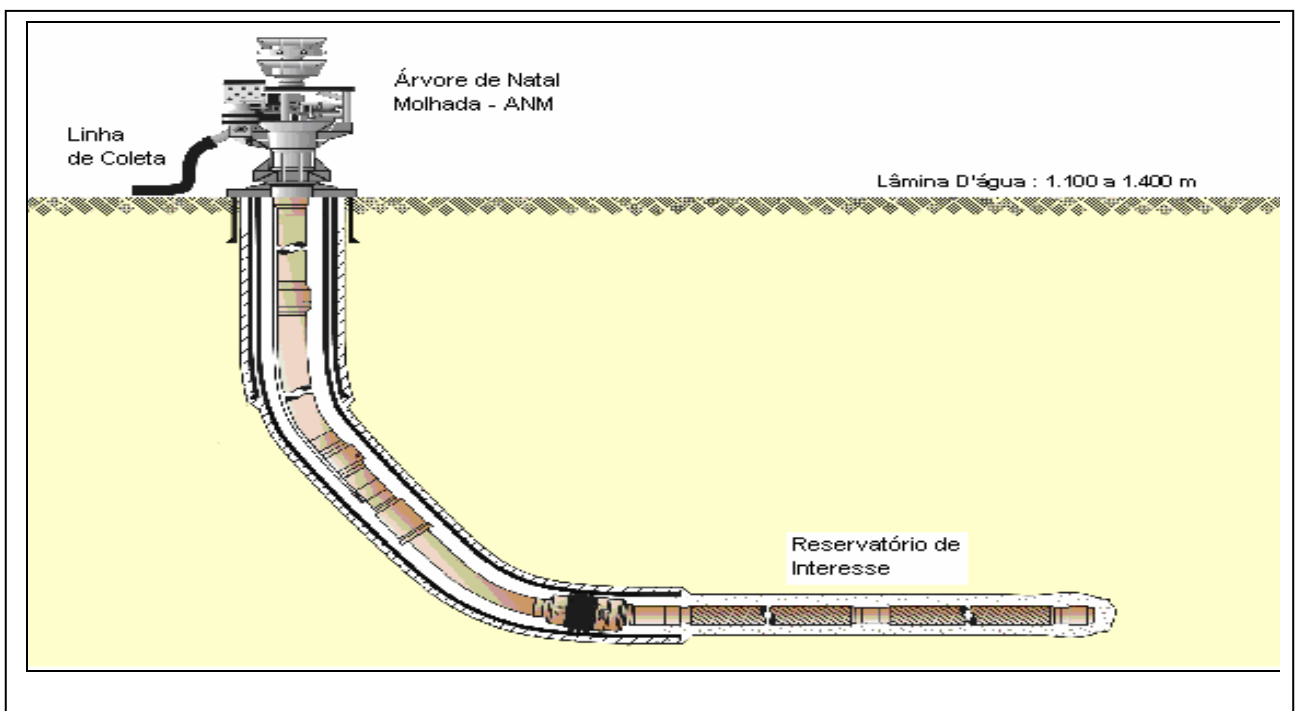 Árvore de Natal
Molhada - ANM
Linha
de Coleta
Lâmina D'água : 1.100 a 1.400 m
Reservatório de
Interesse